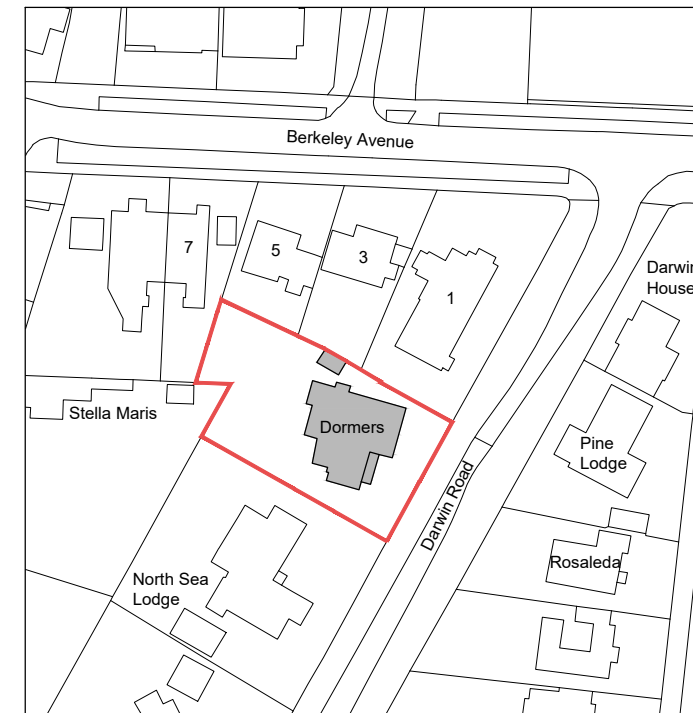 Berkeley Avenue
7
5
3
1
Darwin
House
Stella Maris
Dormers
Pine
Lodge
Darwin Road
Rosaleda
North Sea
Lodge